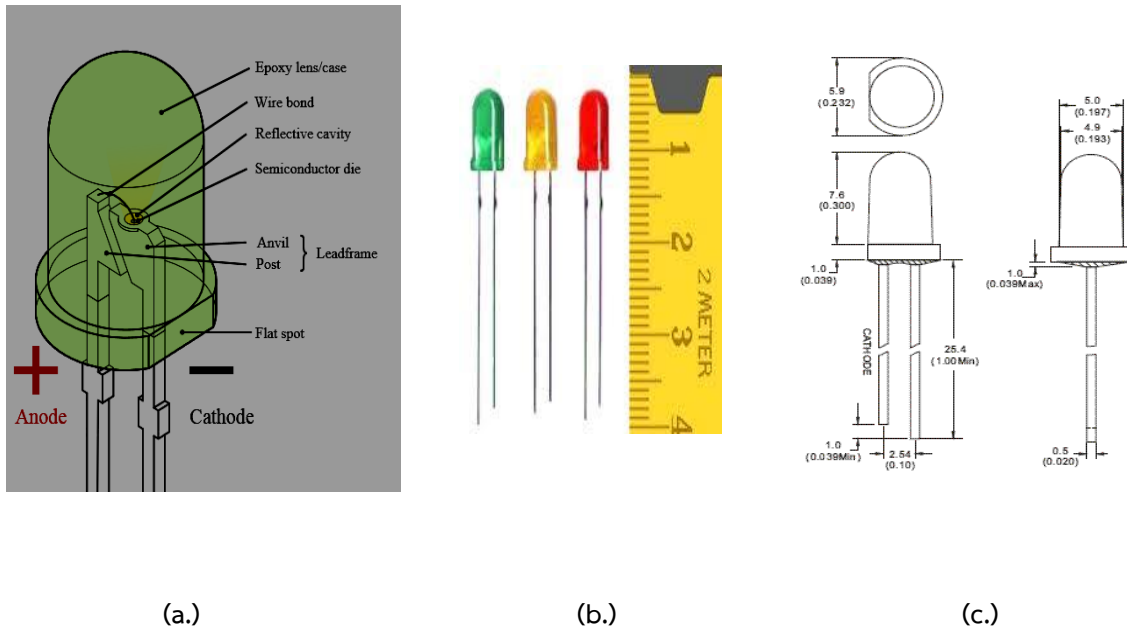 Epoxy lens/case
Wire bond
Reflective cavity
Semiconductor die
Anvil
Post
Leadframe
Flat spot
+
−
Anode
Cathode
1
2
3
4
2 METER
5.9
(0.232)
7.6
(0.300)
1.0
(0.039)
CATHODE
25.4
(1.00Min)
1.0
(0.039Min)
2.54
(0.10)
5.0
(0.197)
4.9
(0.193)
1.0
(0.039Max)
0.5
(0.020)
(a.)
(b.)
(c.)